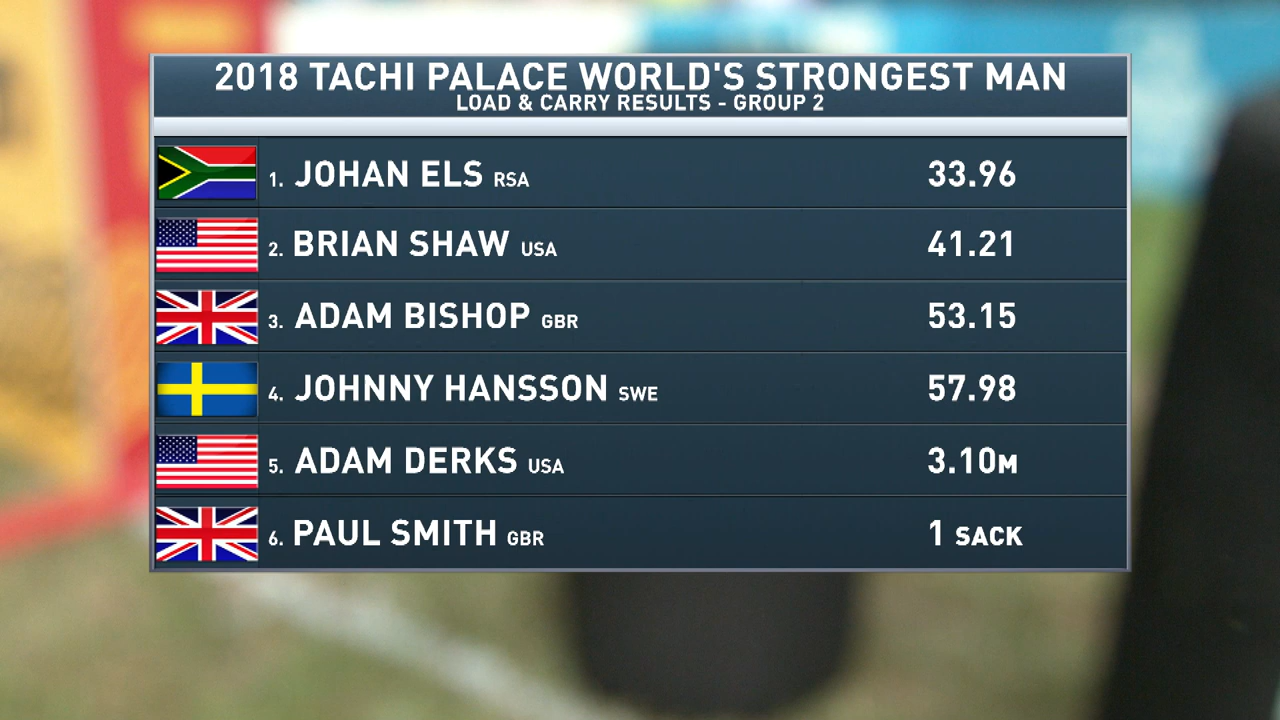 2018 TACHI PALACE WORLD'S STRONGEST MAN
LOAD & CARRY RESULTS - GROUP 2
1. JOHAN ELS RSA 33.96
2. BRIAN SHAW USA 41.21
3. ADAM BISHOP GBR 53.15
4. JOHNNY HANSSON SWE 57.98
5. ADAM DERKS USA 3.10M
6. PAUL SMITH GBR 1 SACK